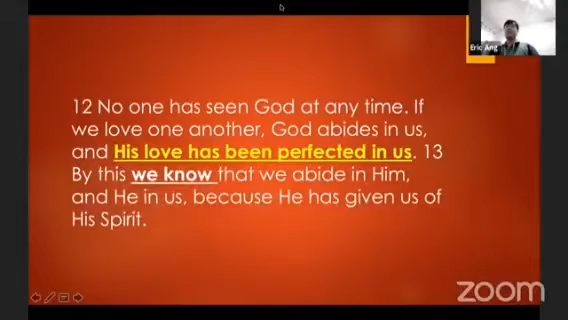 Eric Ang
12 No one has seen God at any time. If
we love one another, God abides in us,
and His love has been perfected in us. 13
By this we know that we abide in Him,
and He in us, because He has given us of
His Spirit.
zoom